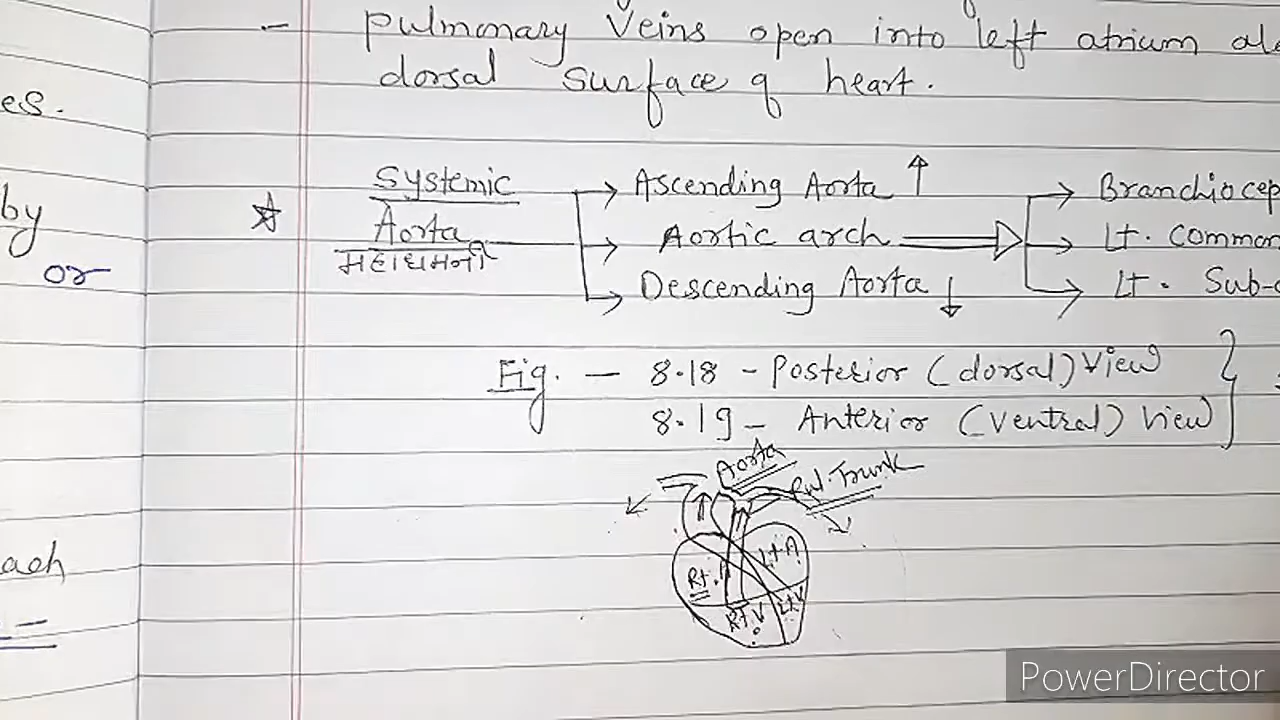 - Pulmonary Veins open into left atrium
es.
dorsal surface of heart.
Systemic → Ascending Aorta ↑ → Branchiocep
by
☆ Aorta → Aortic arch ⇒ → Lt. Common
महाधमनी
or
→ Descending Aorta ↓ → Lt. Sub-c
Fig. - 8.18 - Posterior (dorsal) View
8.19 - Anterior (Ventral) View
Aorta
Pul. Trunk
ach
Lt A
Rt. A
Rt. V
Lt V
PowerDirector